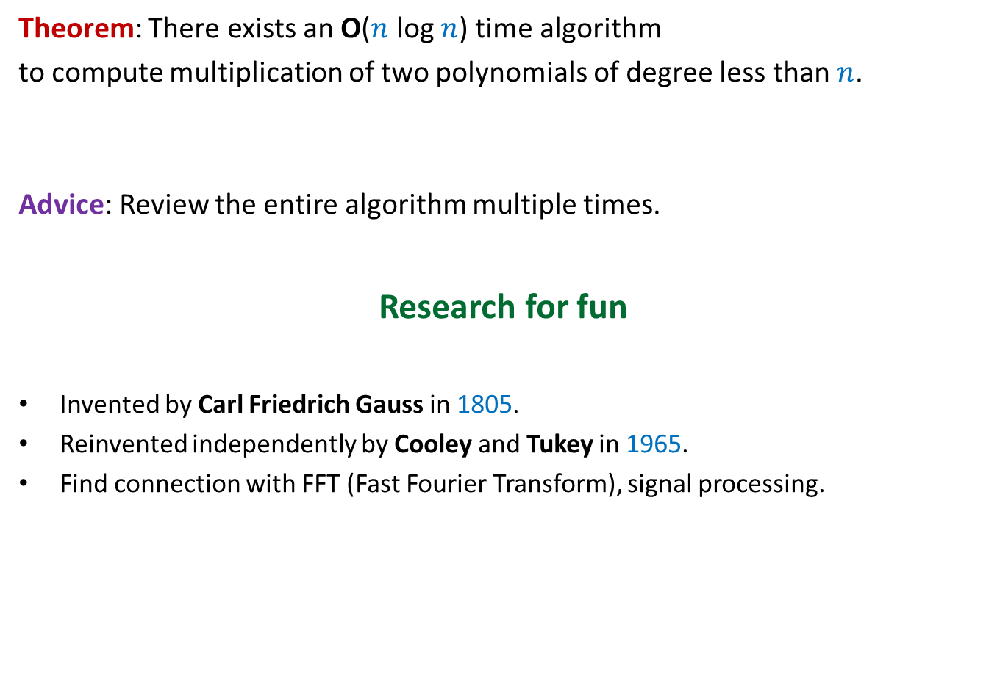 Theorem: There exists an O(n log n) time algorithm
to compute multiplication of two polynomials of degree less than n.
Advice: Review the entire algorithm multiple times.
Research for fun
• Invented by Carl Friedrich Gauss in 1805.
• Reinvented independently by Cooley and Tukey in 1965.
• Find connection with FFT (Fast Fourier Transform), signal processing.